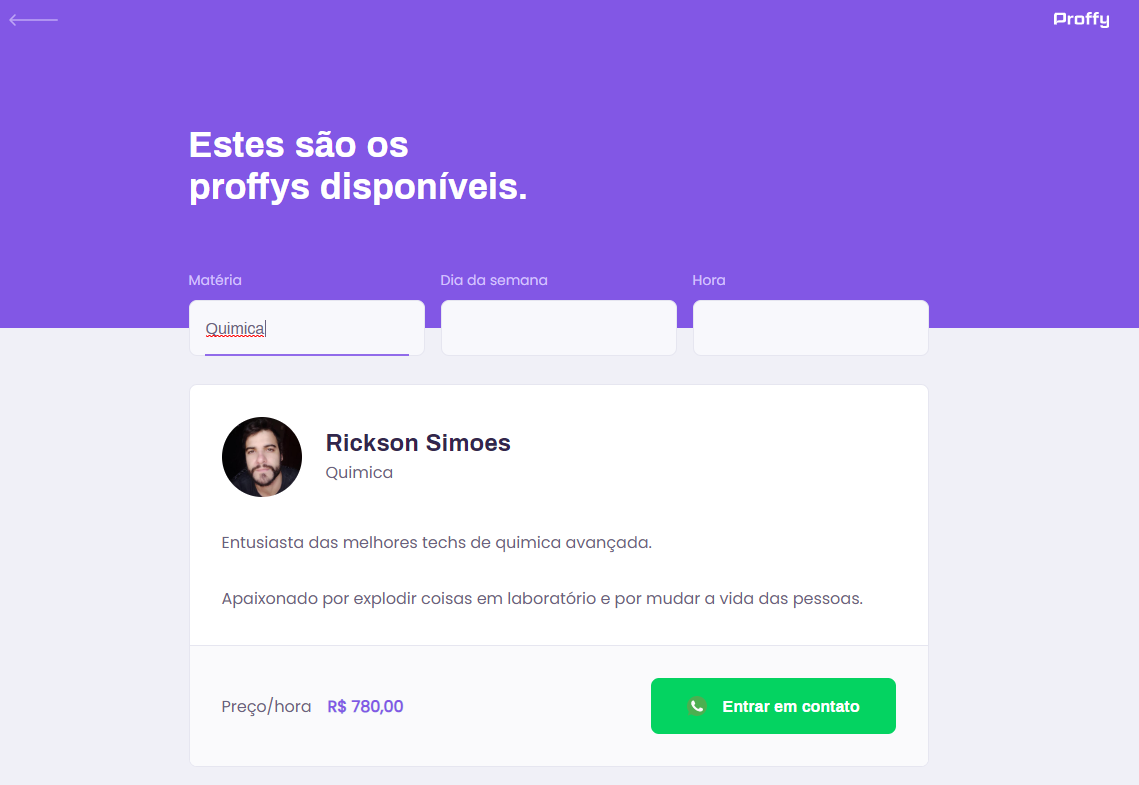 Proffy
Estes são os
proffys disponíveis.
Matéria
Dia da semana
Hora
Quimica
Rickson Simoes
Quimica
Entusiasta das melhores techs de quimica avançada.
Apaixonado por explodir coisas em laboratório e por mudar a vida das pessoas.
Preço/hora R$ 780,00
Entrar em contato